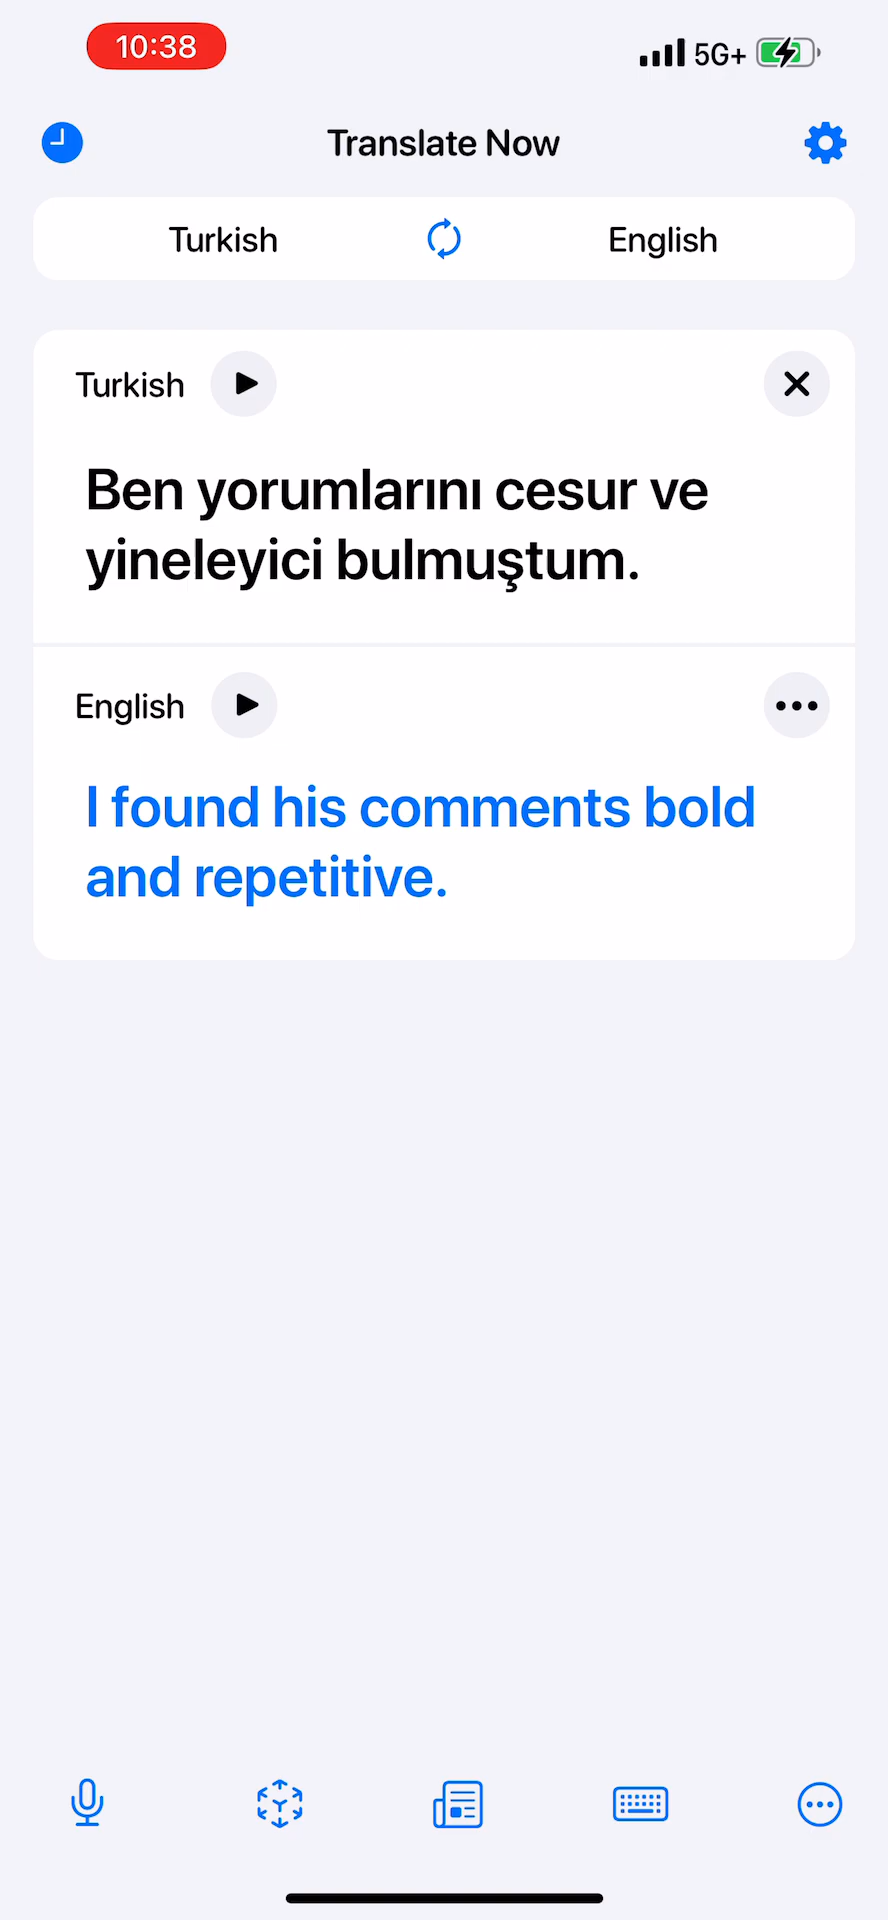 10:38
5G+
Translate Now
Turkish
English
Turkish
Ben yorumlarını cesur ve
yineleyici bulmuştum.
English
I found his comments bold
and repetitive.